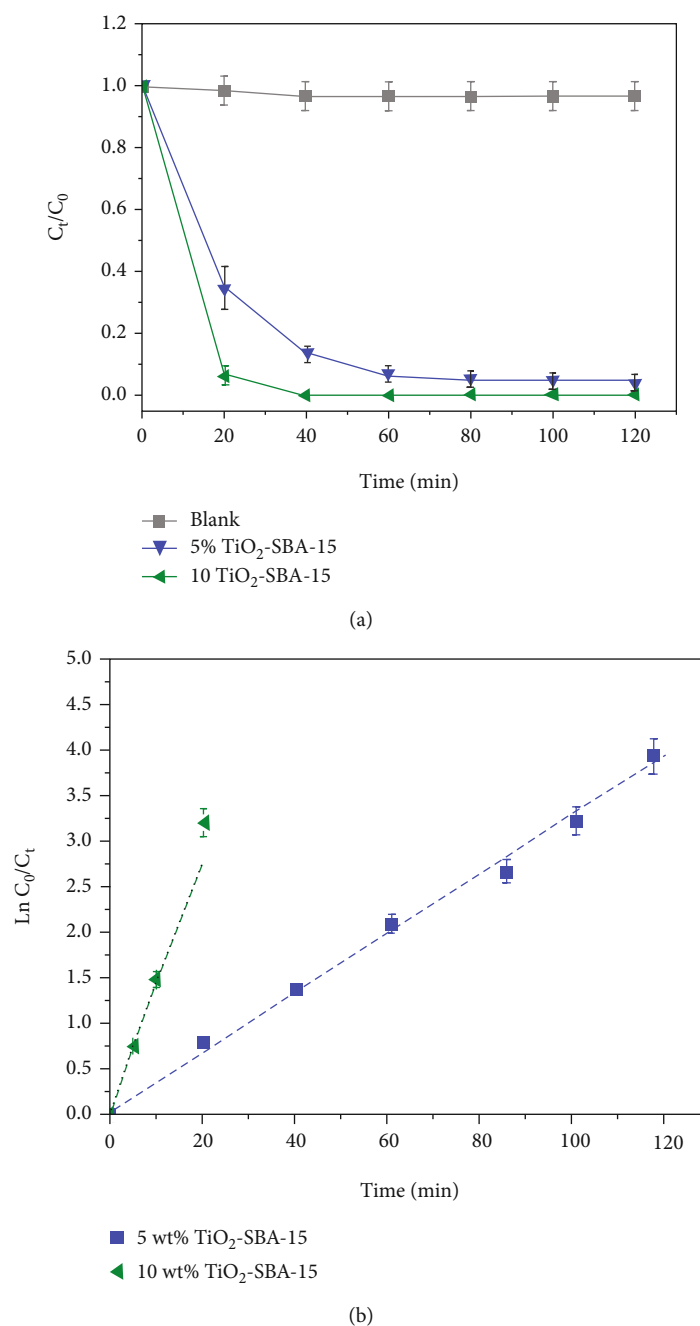 1.2
1.0
0.8
0.6
0.4
0.2
0.0
Cₜ/C₀
0 20 40 60 80 100 120
Time (min)
Blank
5% TiO₂-SBA-15
10 TiO₂-SBA-15
(a)
5.0
4.5
4.0
3.5
3.0
2.5
2.0
1.5
1.0
0.5
0.0
Ln C₀/Cₜ
0 20 40 60 80 100 120
Time (min)
5 wt% TiO₂-SBA-15
10 wt% TiO₂-SBA-15
(b)